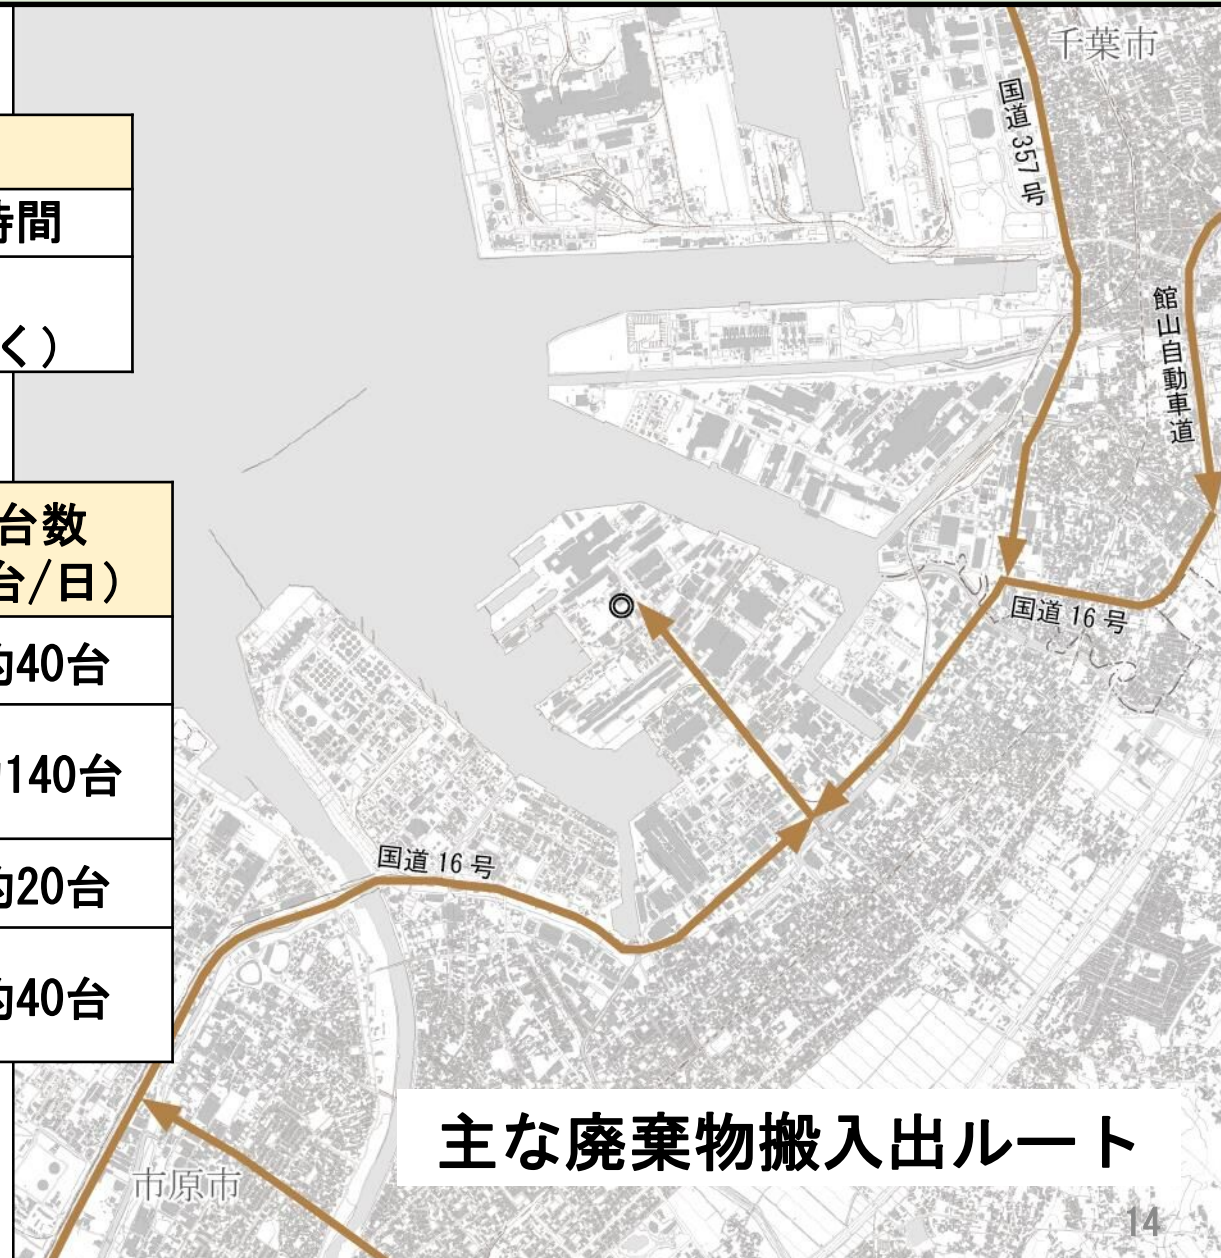 時間
く）
台数
台/日）
約40台
140台
約20台
約40台
千葉市
国道357号
館山自動車道
国道16号
国道16号
市原市
主な廃棄物搬入出ルート
14